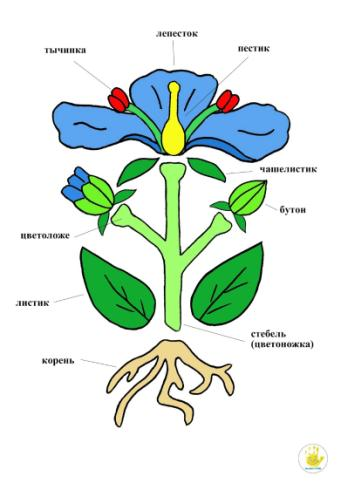 лепесток
тычинка
пестик
чашелистик
бутон
цветоложе
листик
стебель
(цветоножка)
корень